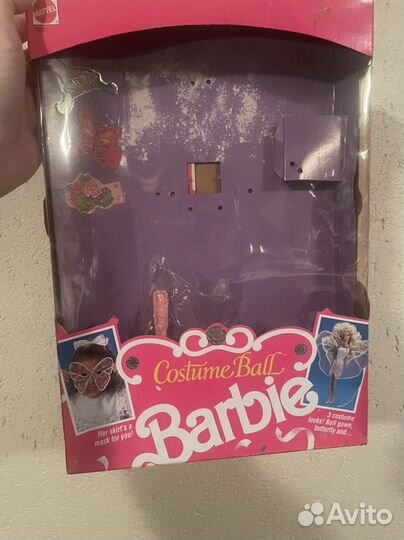 MATTEL
Costume Ball
Barbie
Her skirt's a
mask for you!
3 costume
looks! Ball gown,
butterfly and...
Avito